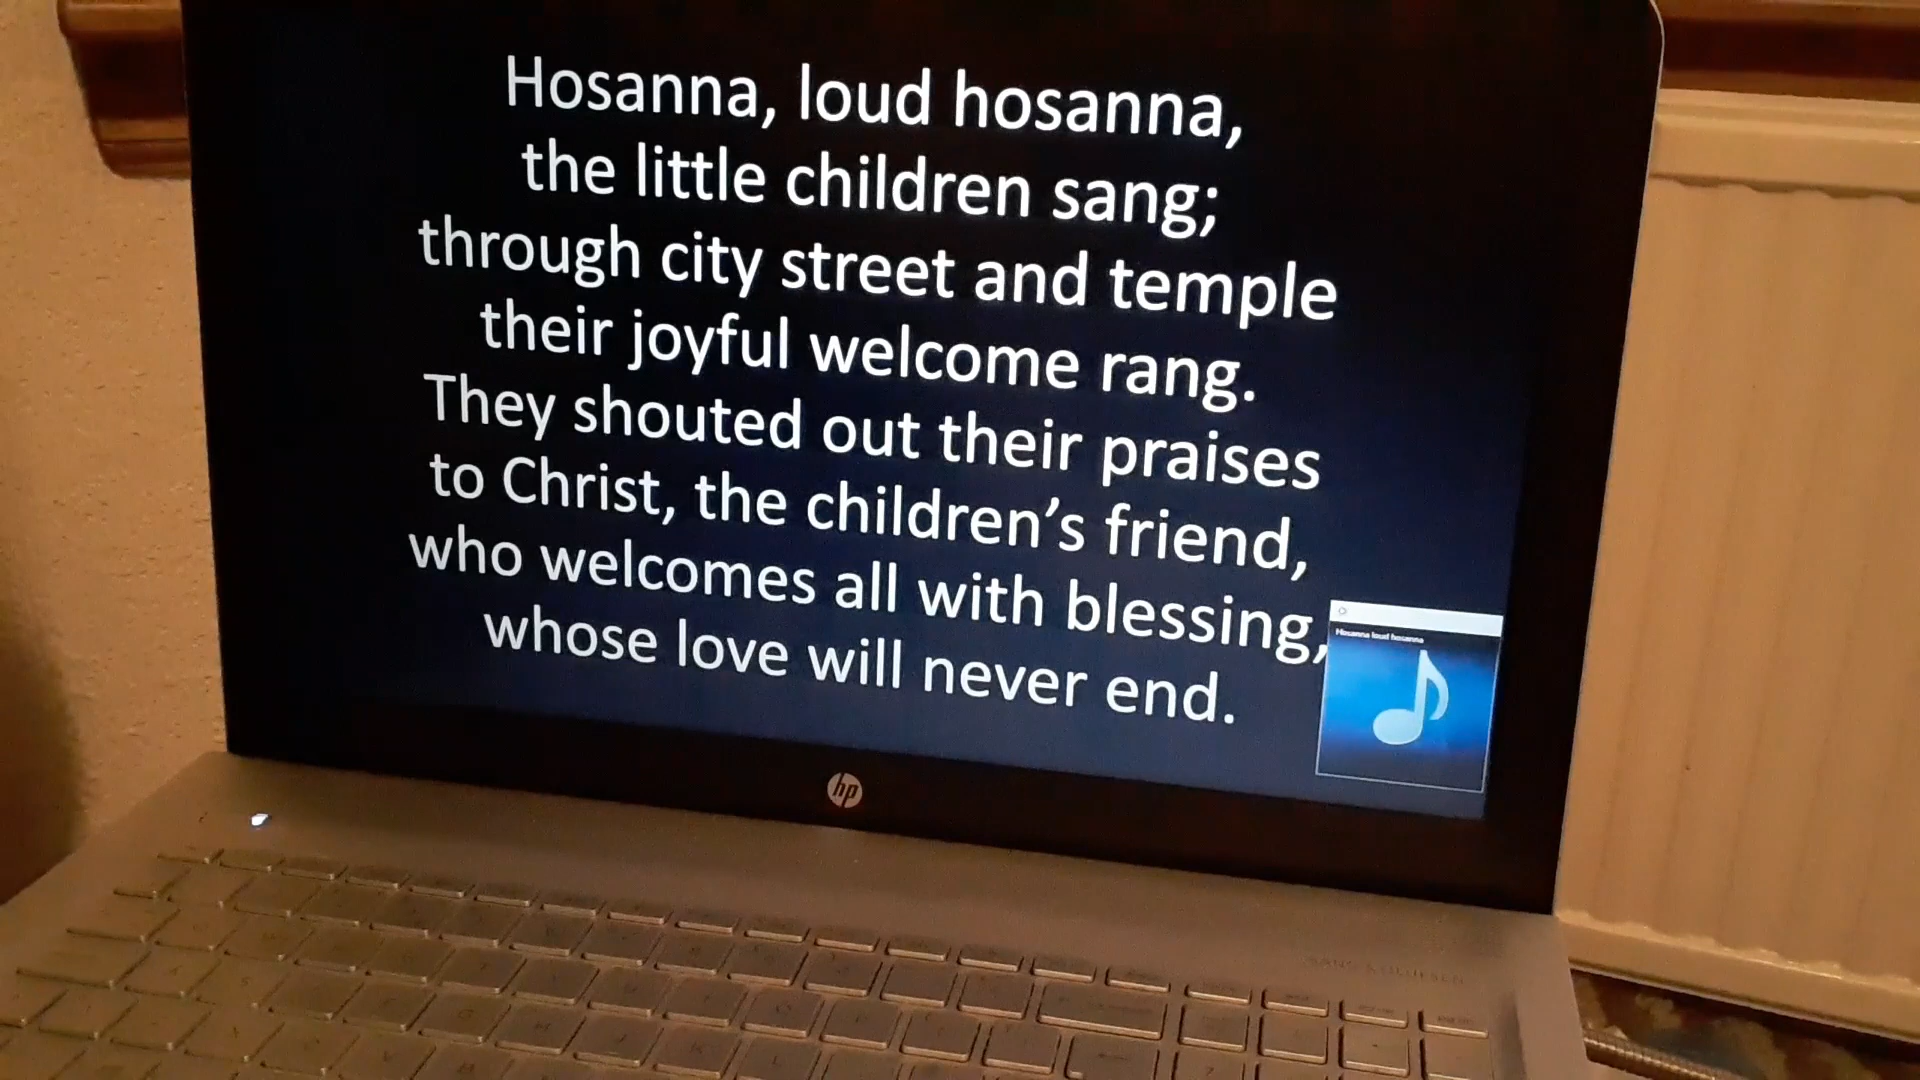 Hosanna, loud hosanna,
the little children sang;
through city street and temple
their joyful welcome rang.
They shouted out their praises
to Christ, the children’s friend,
who welcomes all with blessing,
whose love will never end.
Hosanna loud hosanna
hp